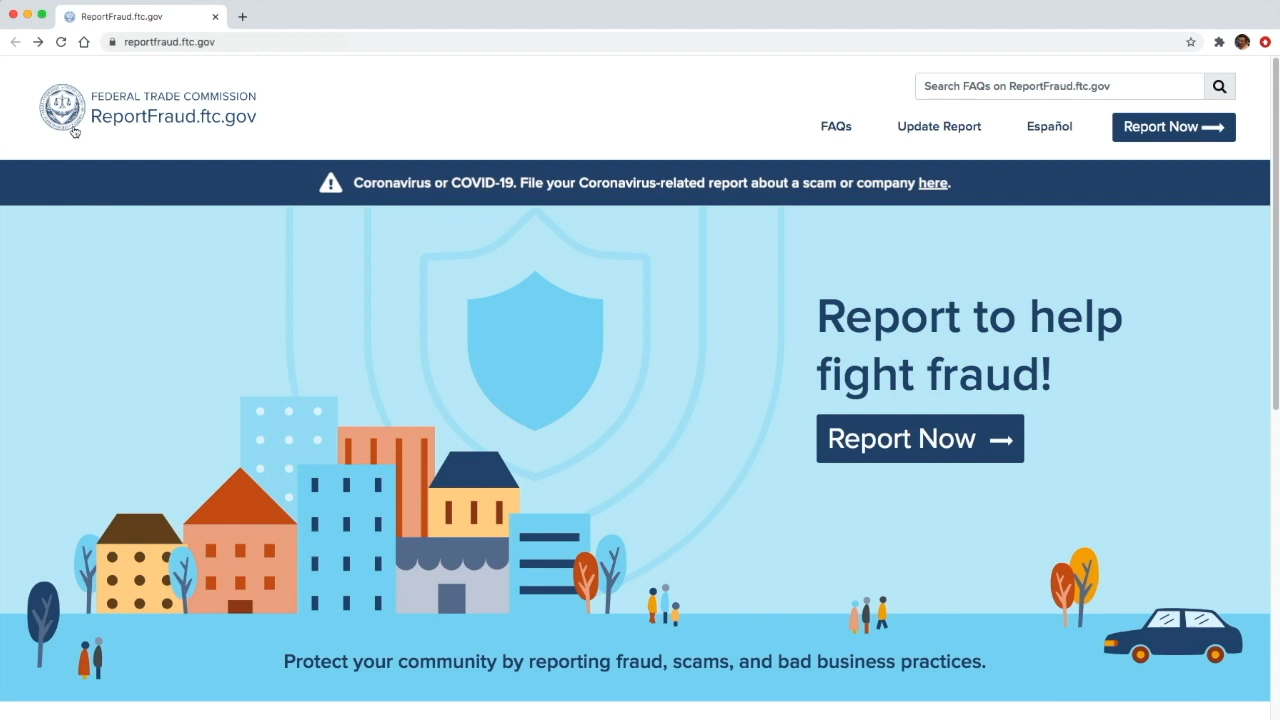 ReportFraud.ftc.gov
reportfraud.ftc.gov
FEDERAL TRADE COMMISSION
ReportFraud.ftc.gov
Search FAQs on ReportFraud.ftc.gov
FAQs
Update Report
Español
Report Now
Coronavirus or COVID-19. File your Coronavirus-related report about a scam or company here.
Report to help
fight fraud!
Report Now
Protect your community by reporting fraud, scams, and bad business practices.